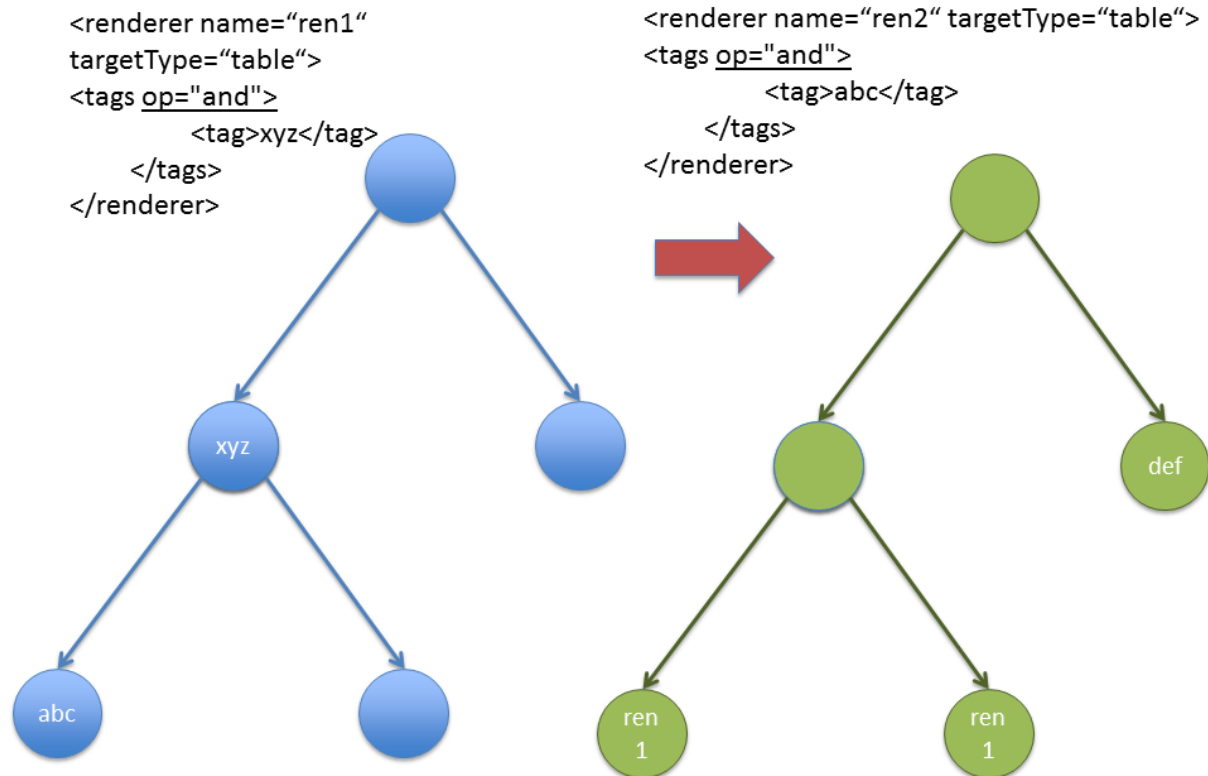 <renderer name=“ren1“
targetType=“table“>
<tags op="and">
<tag>xyz</tag>
</tags>
</renderer>
<renderer name=“ren2“ targetType=“table“>
<tags op="and">
<tag>abc</tag>
</tags>
</renderer>
xyz
abc
def
ren
1
ren
1